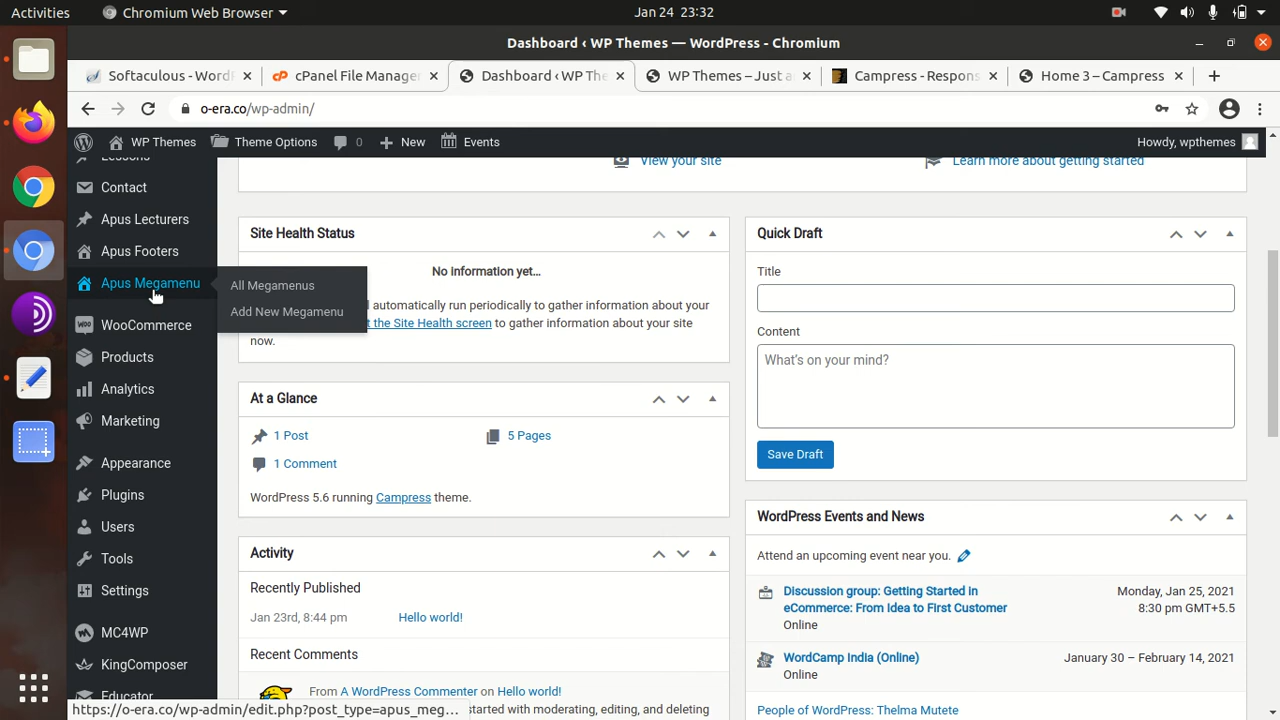 Activities
Chromium Web Browser
Jan 24 23:32
Dashboard ‹ WP Themes — WordPress - Chromium
Softaculous - Word
cPanel File Manage
Dashboard ‹ WP The
WP Themes – Just a
Campress - Respons
Home 3 – Campress
o-era.co/wp-admin/
WP Themes
Theme Options
0
New
Events
Howdy, wpthemes
Lessons
View your site
Learn more about getting started
Contact
Apus Lecturers
Apus Footers
Apus Megamenu
WooCommerce
Products
Analytics
Marketing
Appearance
Plugins
Users
Tools
Settings
MC4WP
KingComposer
Educator
All Megamenus
Add New Megamenu
Site Health Status
No information yet...
automatically run periodically to gather information about your
t the Site Health screen to gather information about your site
now.
At a Glance
1 Post
5 Pages
1 Comment
WordPress 5.6 running Campress theme.
Activity
Recently Published
Jan 23rd, 8:44 pm
Hello world!
Recent Comments
From A WordPress Commenter on Hello world!
started with moderating, editing, and deleting
Quick Draft
Title
Content
What's on your mind?
Save Draft
WordPress Events and News
Attend an upcoming event near you.
Discussion group: Getting Started in
eCommerce: From Idea to First Customer
Online
Monday, Jan 25, 2021
8:30 pm GMT+5.5
WordCamp India (Online)
Online
January 30 – February 14, 2021
People of WordPress: Thelma Mutete
https://o-era.co/wp-admin/edit.php?post_type=apus_meg...